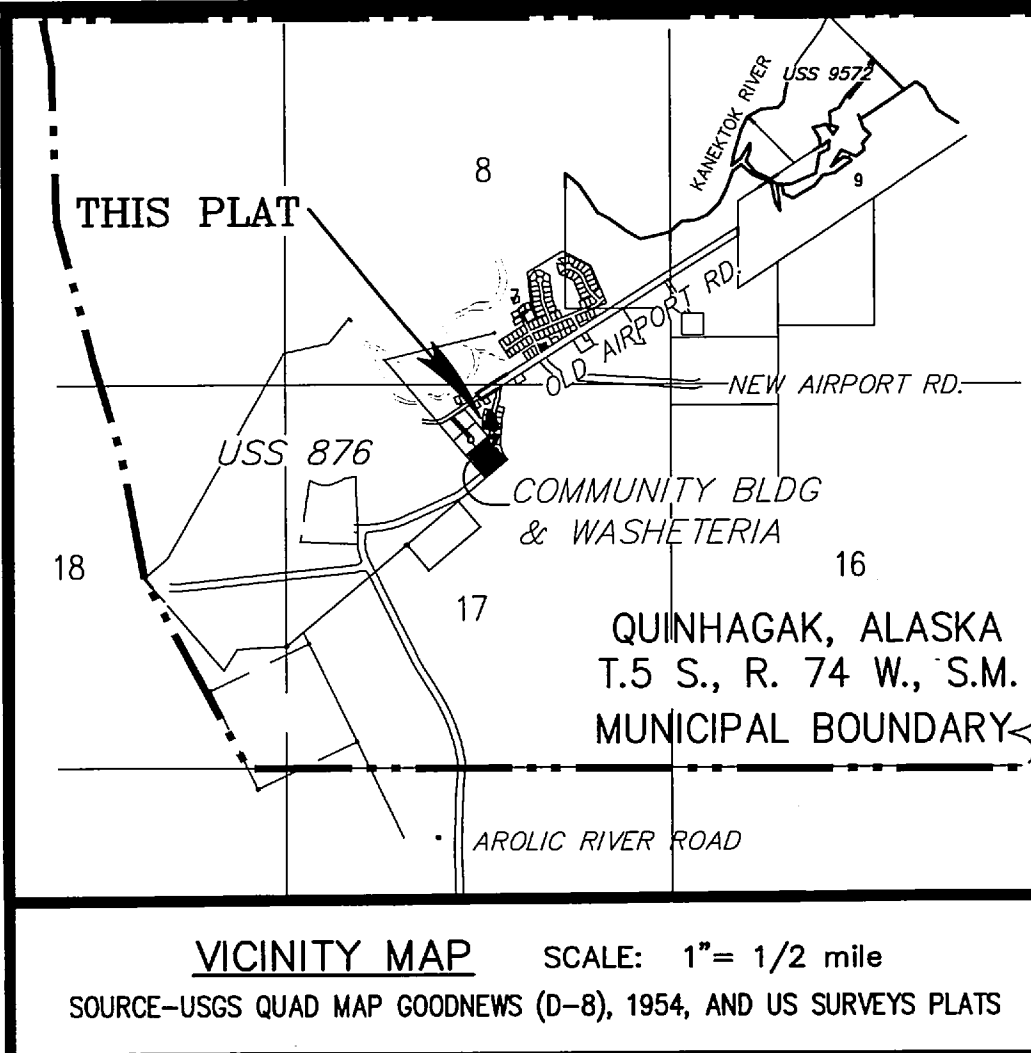 KANEKTOK RIVER
USS 9572
8
9
THIS PLAT
OLD AIRPORT RD.
NEW AIRPORT RD.
USS 876
COMMUNITY BLDG
& WASHETERIA
18
17
16
QUINHAGAK, ALASKA
T.5 S., R. 74 W., S.M.
MUNICIPAL BOUNDARY
AROLIC RIVER ROAD
VICINITY MAP SCALE: 1"= 1/2 mile
SOURCE-USGS QUAD MAP GOODNEWS (D-8), 1954, AND US SURVEYS PLATS